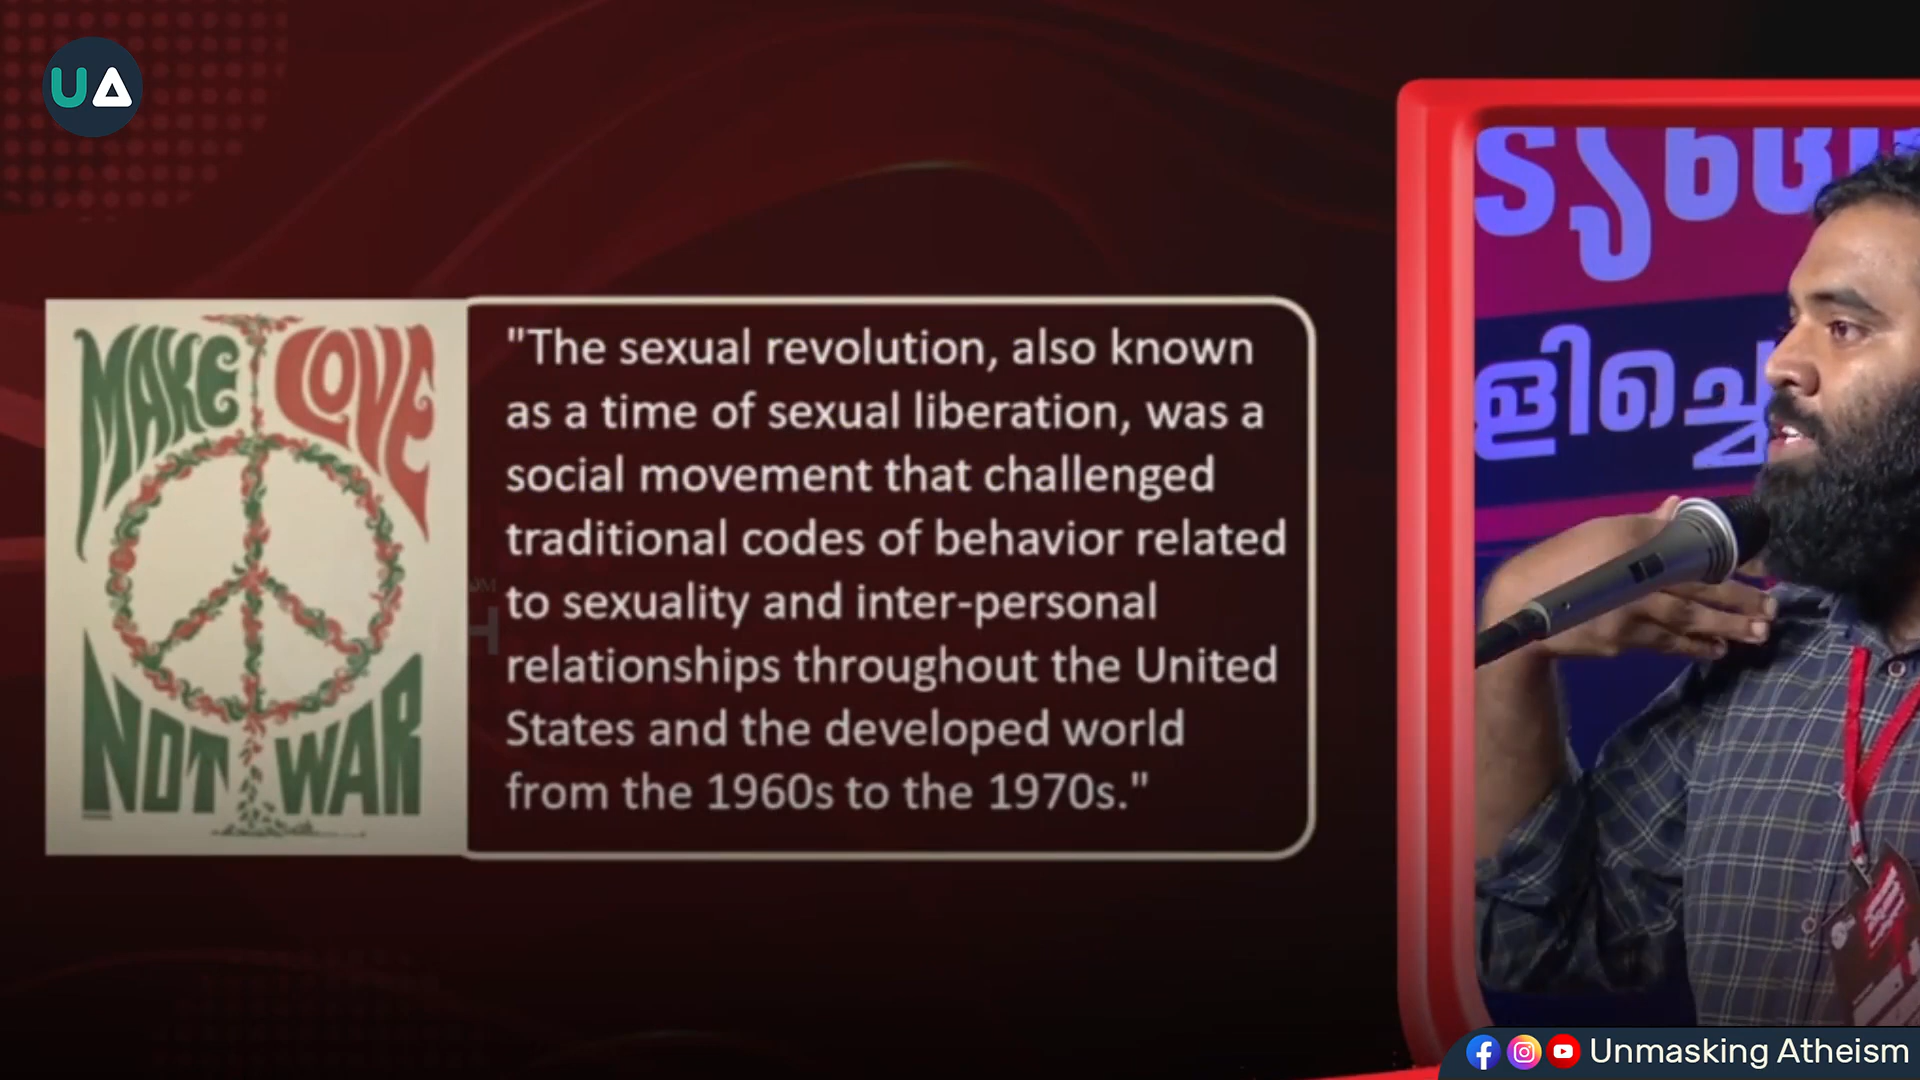 UA
MAKE LOVE
NOT WAR
"The sexual revolution, also known
as a time of sexual liberation, was a
social movement that challenged
traditional codes of behavior related
to sexuality and inter-personal
relationships throughout the United
States and the developed world
from the 1960s to the 1970s."
Unmasking Atheism